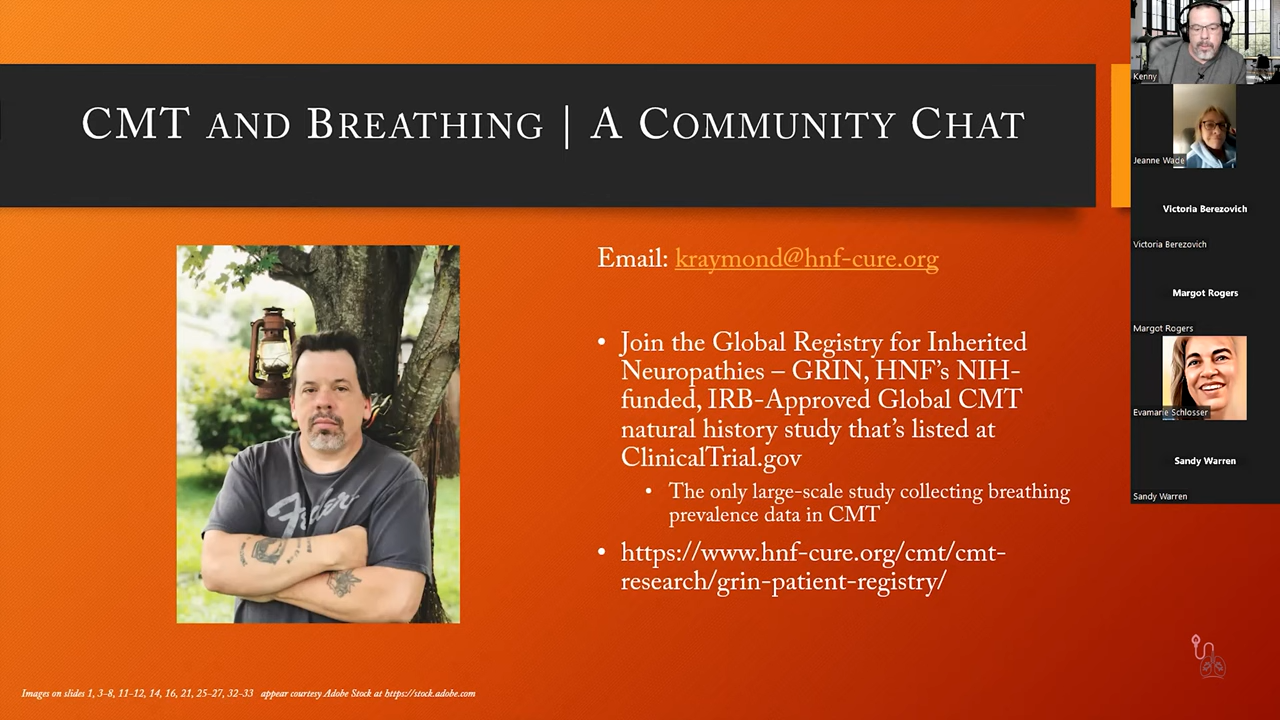 CMT AND BREATHING | A COMMUNITY CHAT
Email: kraymond@hnf-cure.org
• Join the Global Registry for Inherited
Neuropathies – GRIN, HNF’s NIH-
funded, IRB-Approved Global CMT
natural history study that’s listed at
ClinicalTrial.gov
• The only large-scale study collecting breathing
prevalence data in CMT
• https://www.hnf-cure.org/cmt/cmt-
research/grin-patient-registry/
Images on slides 1, 3-8, 11-12, 14, 16, 21, 25-27, 32-33 appear courtesy Adobe Stock at https://stock.adobe.com
Fender
Kenny
Jeanne Wade
Victoria Berezovich
Victoria Berezovich
Margot Rogers
Margot Rogers
Evamarie Schlosser
Sandy Warren
Sandy Warren